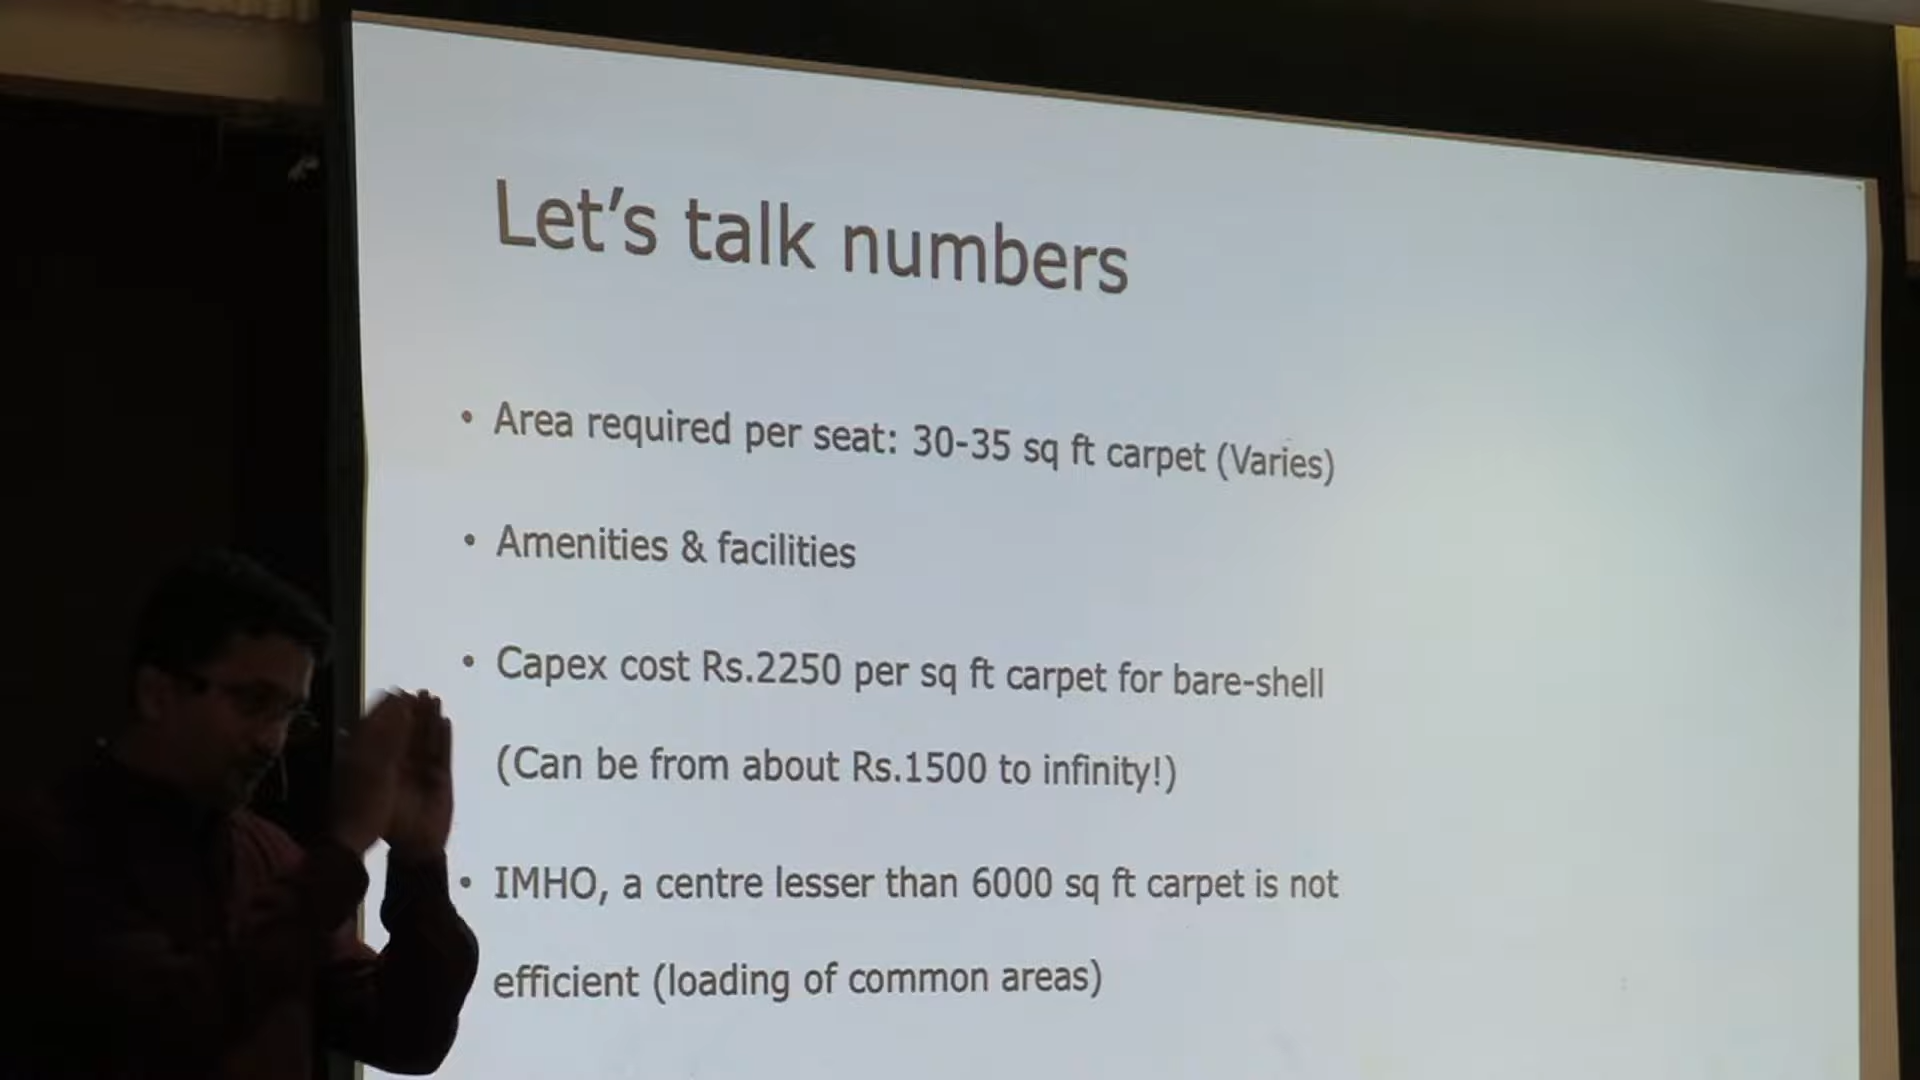 Let's talk numbers
• Area required per seat: 30-35 sq ft carpet (Varies)
• Amenities & facilities
• Capex cost Rs.2250 per sq ft carpet for bare-shell
(Can be from about Rs.1500 to infinity!)
• IMHO, a centre lesser than 6000 sq ft carpet is not
efficient (loading of common areas)